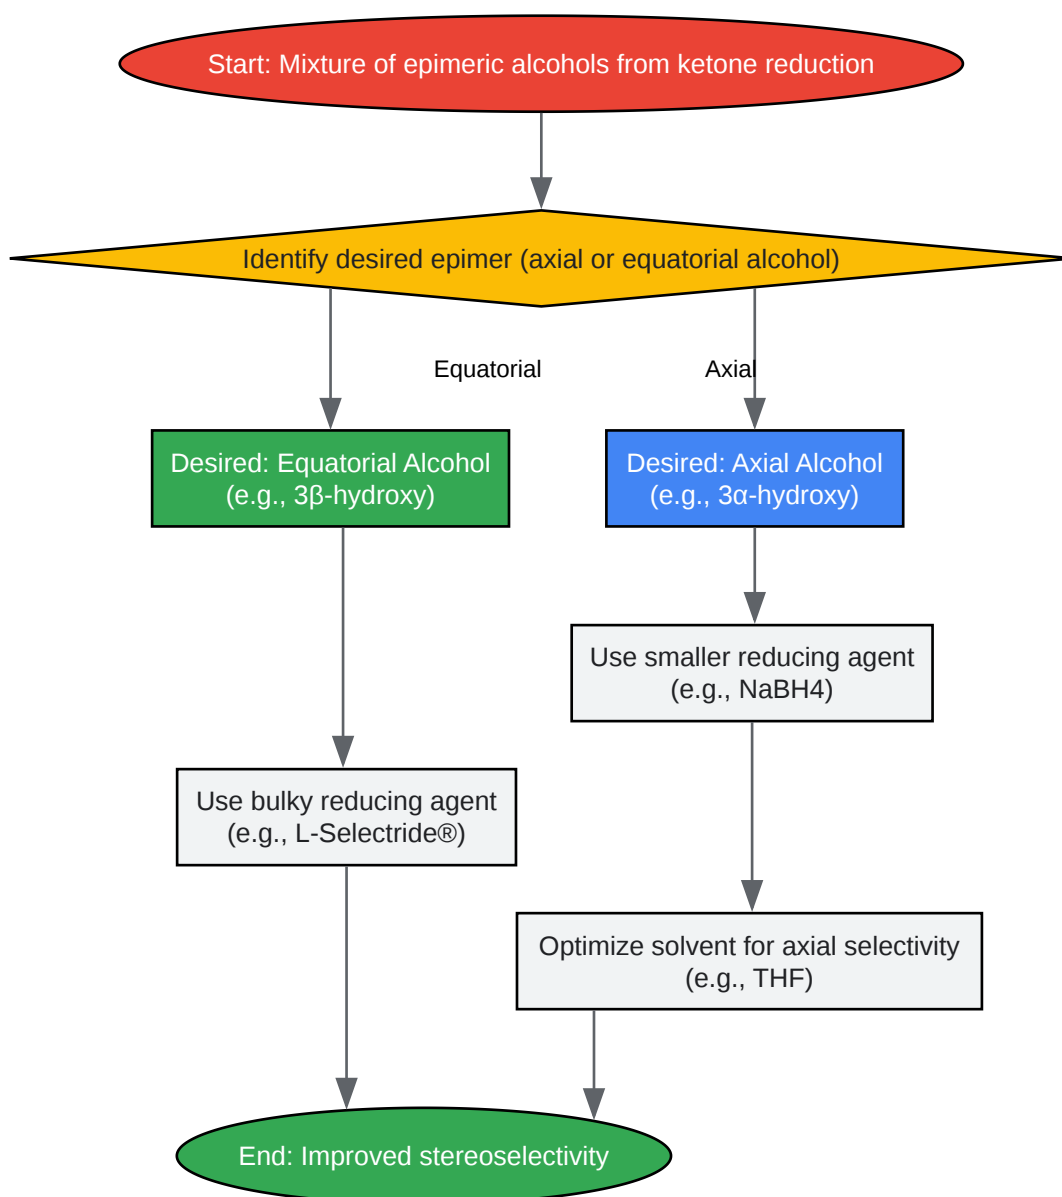 Start: Mixture of epimeric alcohols from ketone reduction
Identify desired epimer (axial or equatorial alcohol)
Equatorial
Axial
Desired: Equatorial Alcohol
(e.g., 3β-hydroxy)
Desired: Axial Alcohol
(e.g., 3α-hydroxy)
Use smaller reducing agent
(e.g., NaBH4)
Use bulky reducing agent
(e.g., L-Selectride®)
Optimize solvent for axial selectivity
(e.g., THF)
End: Improved stereoselectivity